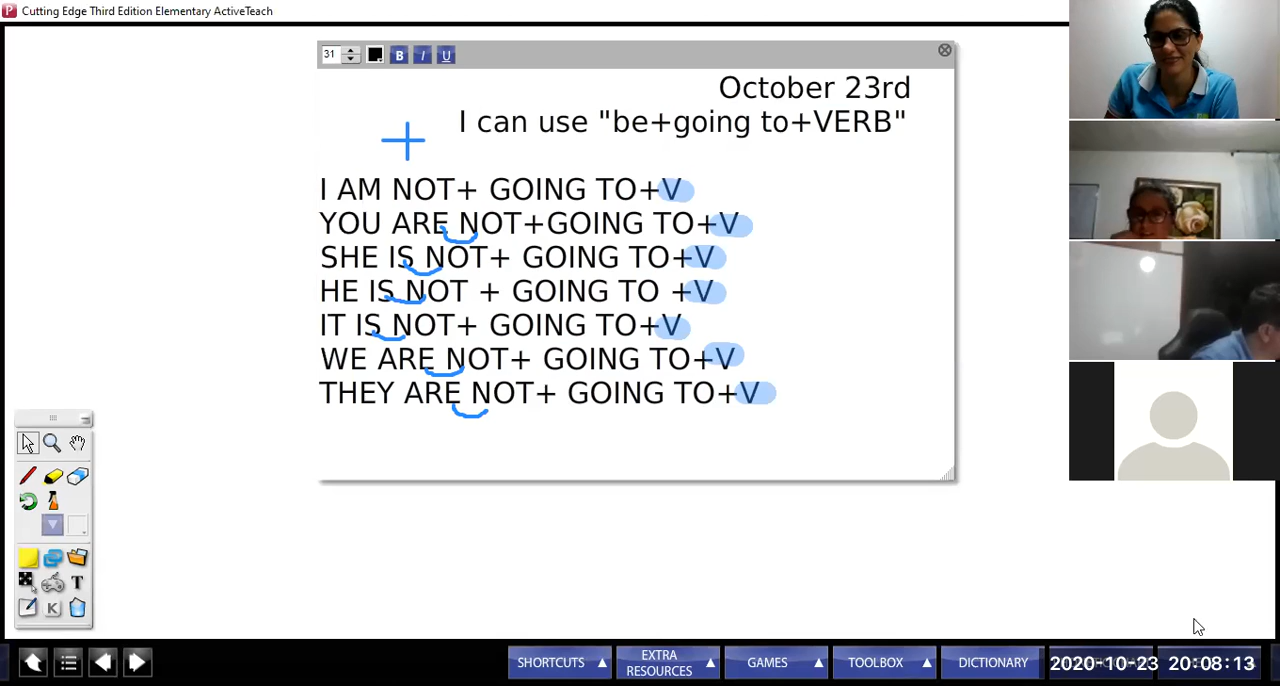 Cutting Edge Third Edition Elementary ActiveTeach
31 B I U
October 23rd
I can use "be+going to+VERB"
+
I AM NOT+ GOING TO+V
YOU ARE NOT+GOING TO+V
SHE IS NOT+ GOING TO+V
HE IS NOT + GOING TO +V
IT IS NOT+ GOING TO+V
WE ARE NOT+ GOING TO+V
THEY ARE NOT+ GOING TO+V
T
K
SHORTCUTS
EXTRA
RESOURCES
GAMES
TOOLBOX
DICTIONARY
2020-10-23 20:08:13